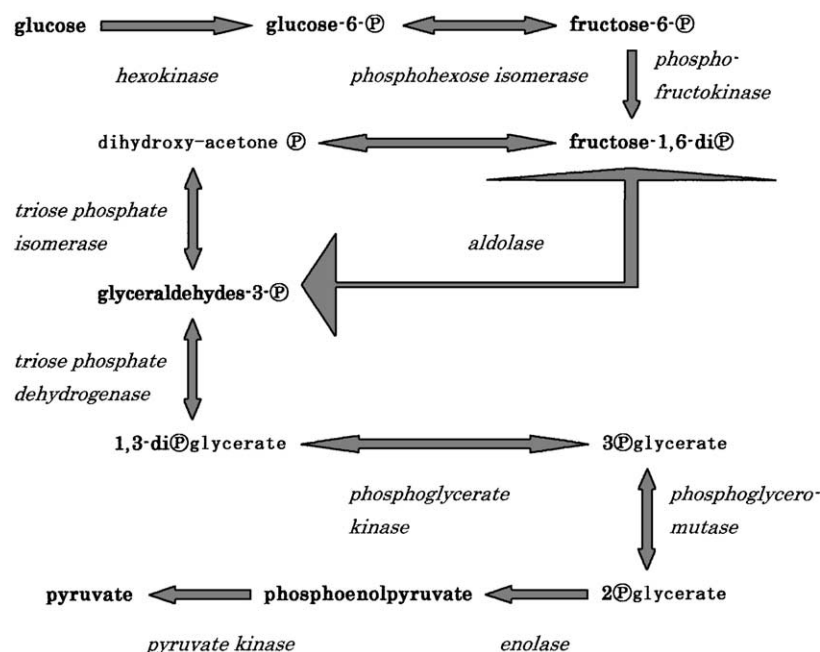 glucose glucose-6-Ⓟ fructose-6-Ⓟ
hexokinase phosphohexose isomerase phospho-
fructokinase
dihydroxy-acetone Ⓟ fructose-1,6-diⓅ
triose phosphate
isomerase
aldolase
glyceraldehydes-3-Ⓟ
triose phosphate
dehydrogenase
1,3-diⓅglycerate 3Ⓟglycerate
phosphoglycerate
kinase
phosphoglycero-
mutase
pyruvate phosphoenolpyruvate 2Ⓟglycerate
pyruvate kinase enolase